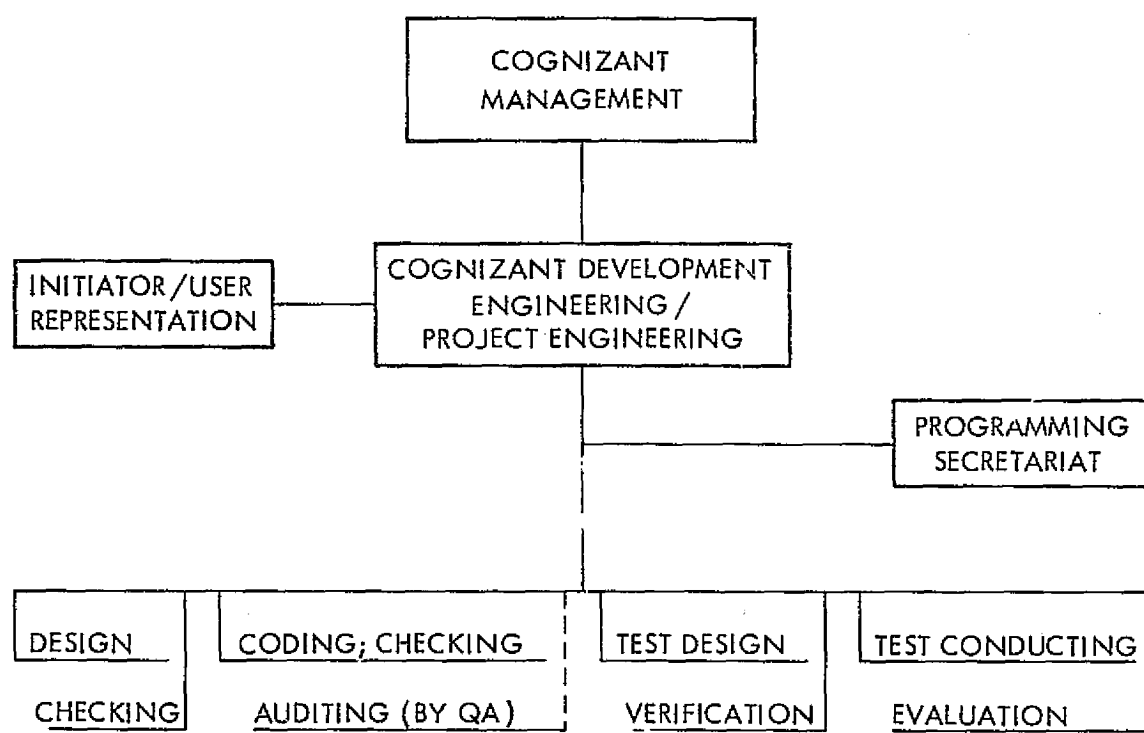 COGNIZANT
MANAGEMENT
INITIATOR/USER
REPRESENTATION
COGNIZANT DEVELOPMENT
ENGINEERING/
PROJECT ENGINEERING
PROGRAMMING
SECRETARIAT
DESIGN
CODING; CHECKING
TEST DESIGN
TEST CONDUCTING
CHECKING
AUDITING (BY QA)
VERIFICATION
EVALUATION